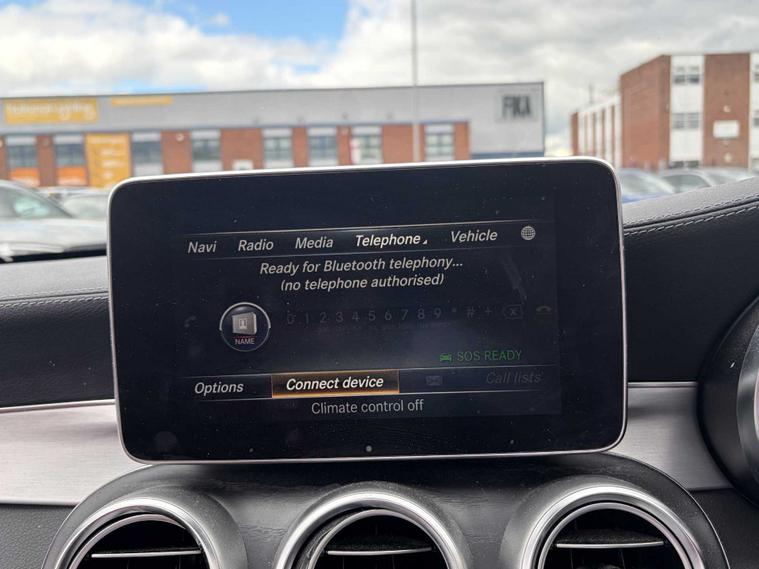 FIKA
Navi Radio Media Telephone Vehicle
Ready for Bluetooth telephony...
(no telephone authorised)
0 1 2 3 4 5 6 7 8 9 * # +
NAME
SOS READY
Options Connect device Call lists
Climate control off